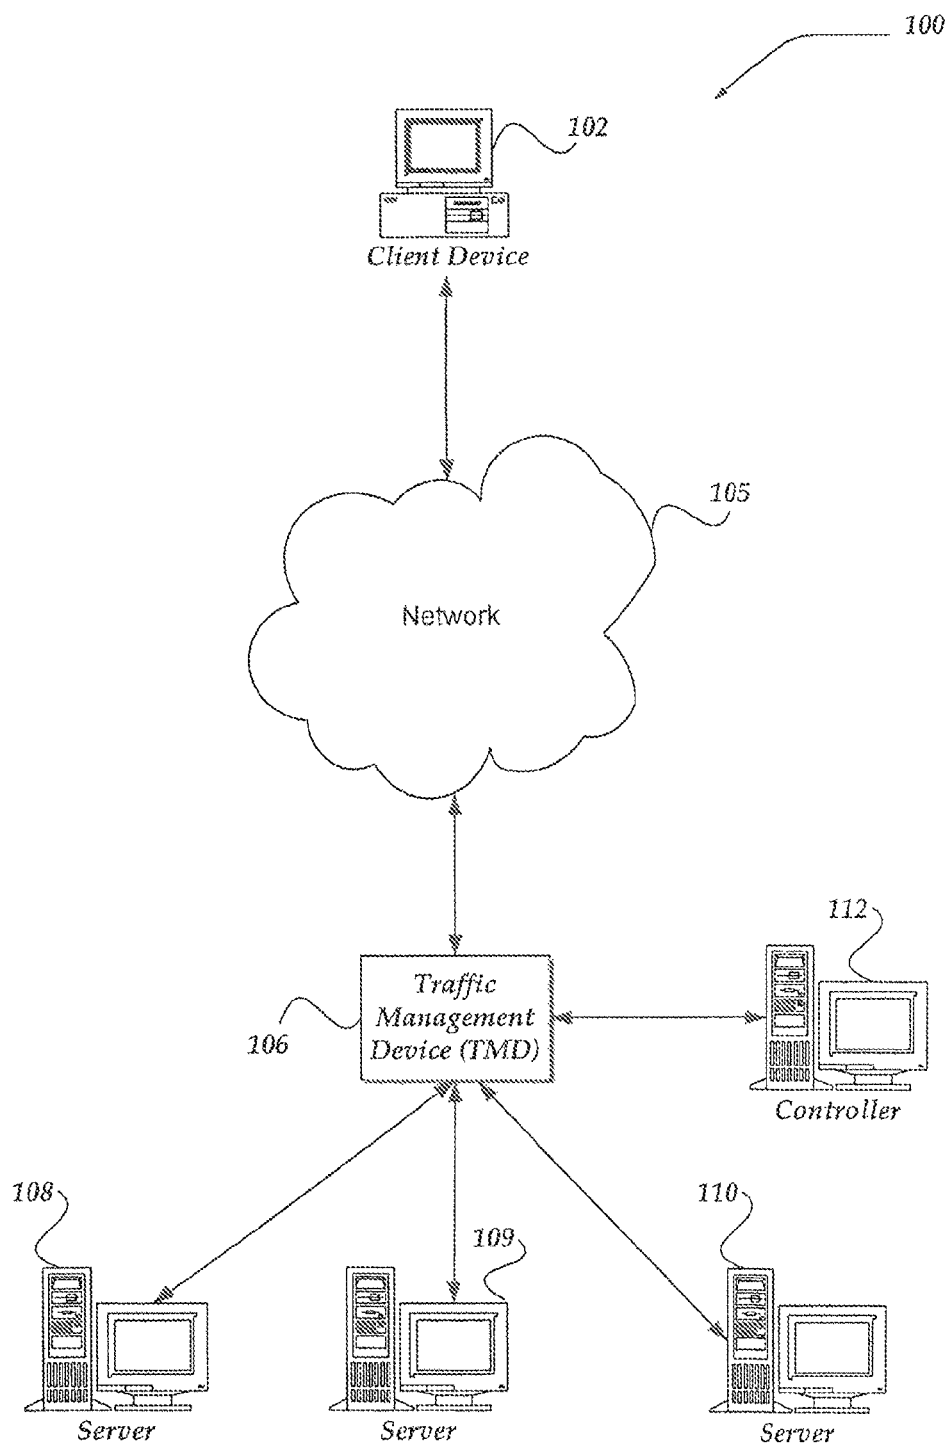 100
102
Client Device
105
Network
112
Traffic
Management
Device (TMD)
106
Controller
108
109
110
Server
Server
Server